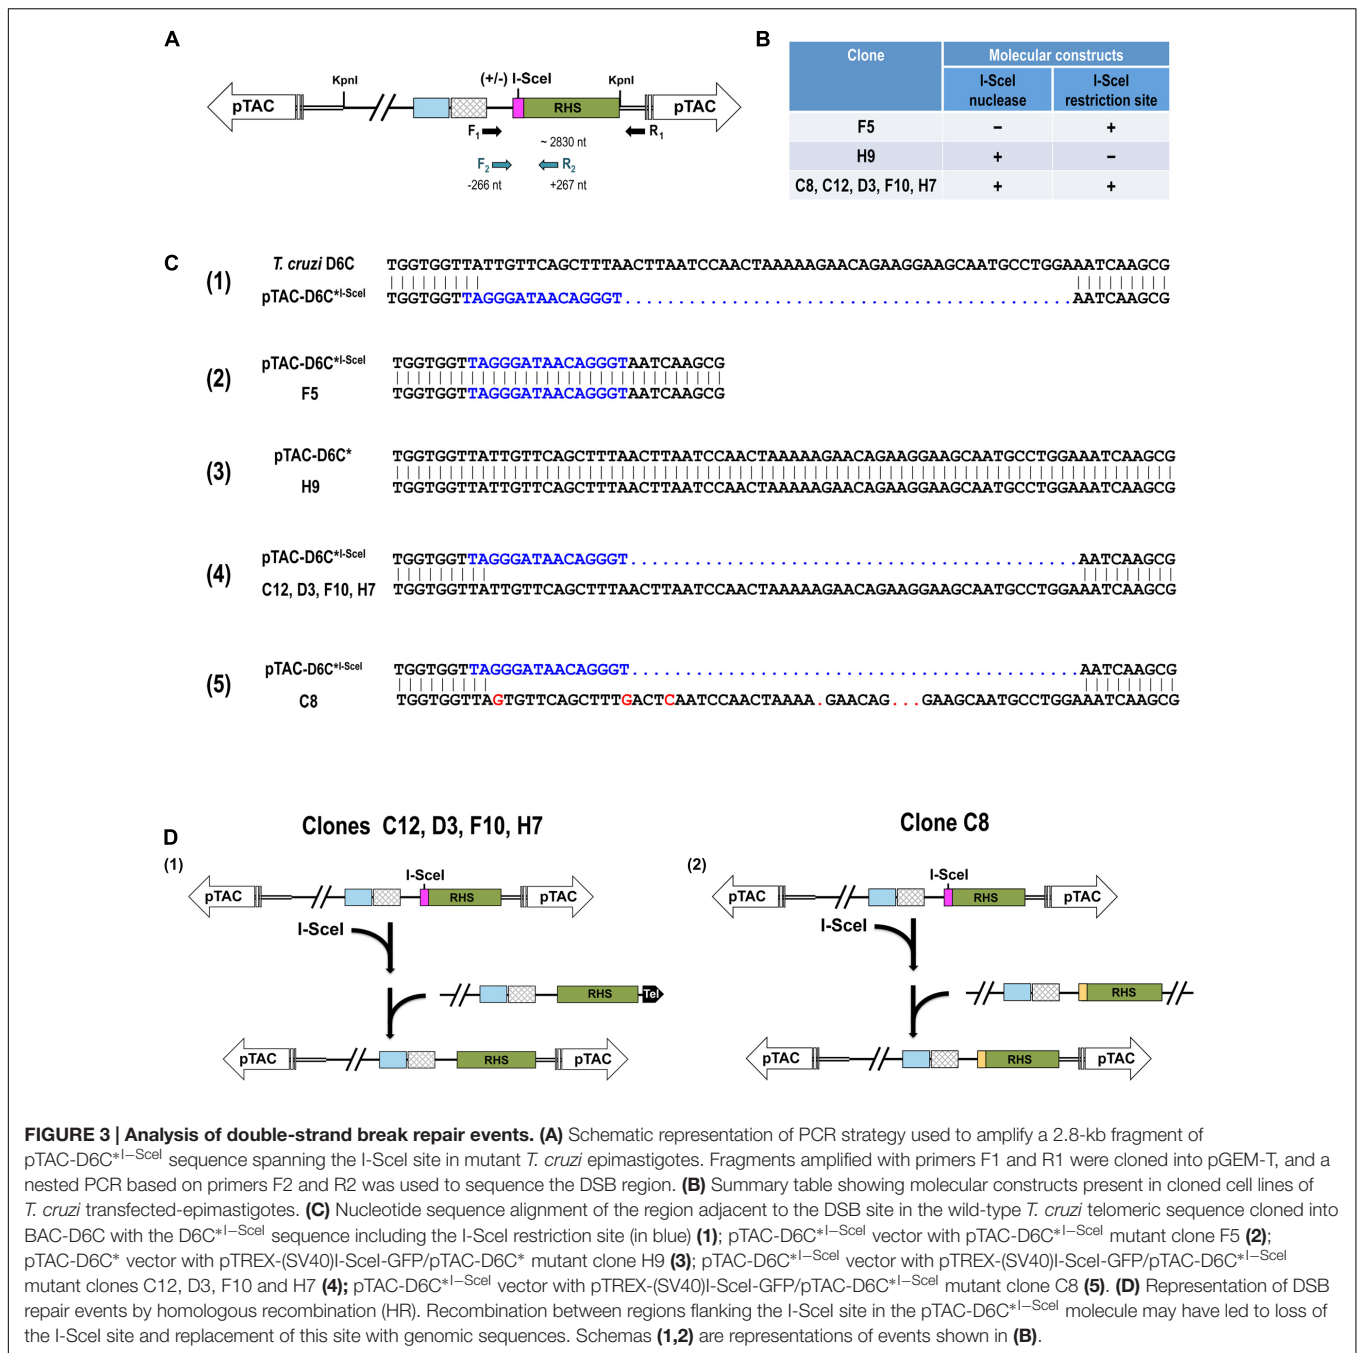 A
(+/-) I-SceI
KpnI
KpnI
pTAC
RHS
pTAC
F1
R1
~ 2830 nt
F2
R2
-266 nt
+267 nt
B
Clone
Molecular constructs
I-SceI nuclease
I-SceI restriction site
F5 – +
H9 + –
C8, C12, D3, F10, H7 + +
C
(1)
T. cruzi D6C TGGTGGTTATTGTTCAGCTTTAACTTAATCCAACTAAAAAGAACAGAAGGAAGCAATGCCTGGAAATCAAGCG
pTAC-D6C*I-SceI TGGTGGTTAGGGATAACAGGGT..........................................AATCAAGCG
(2)
pTAC-D6C*I-SceI TGGTGGTTAGGGATAACAGGGTAATCAAGCG
F5 TGGTGGTTAGGGATAACAGGGTAATCAAGCG
(3)
pTAC-D6C* TGGTGGTTATTGTTCAGCTTTAACTTAATCCAACTAAAAAGAACAGAAGGAAGCAATGCCTGGAAATCAAGCG
H9 TGGTGGTTATTGTTCAGCTTTAACTTAATCCAACTAAAAAGAACAGAAGGAAGCAATGCCTGGAAATCAAGCG
(4)
pTAC-D6C*I-SceI TGGTGGTTAGGGATAACAGGGT..........................................AATCAAGCG
C12, D3, F10, H7 TGGTGGTTATTGTTCAGCTTTAACTTAATCCAACTAAAAAGAACAGAAGGAAGCAATGCCTGGAAATCAAGCG
(5)
pTAC-D6C*I-SceI TGGTGGTTAGGGATAACAGGGT..........................................AATCAAGCG
C8 TGGTGGTTAGTGTTCAGCTTTGACTCAATCCAACTAAAA.GAACAG...GAAGCAATGCCTGGAAATCAAGCG
D
Clones C12, D3, F10, H7
(1)
I-SceI
pTAC
RHS
pTAC
I-SceI
RHS
Tel
pTAC
RHS
pTAC
Clone C8
(2)
I-SceI
pTAC
RHS
pTAC
I-SceI
RHS
pTAC
RHS
pTAC
FIGURE 3 | Analysis of double-strand break repair events. (A) Schematic representation of PCR strategy used to amplify a 2.8-kb fragment of
pTAC-D6C*I−SceI sequence spanning the I-SceI site in mutant T. cruzi epimastigotes. Fragments amplified with primers F1 and R1 were cloned into pGEM-T, and a
nested PCR based on primers F2 and R2 was used to sequence the DSB region. (B) Summary table showing molecular constructs present in cloned cell lines of
T. cruzi transfected-epimastigotes. (C) Nucleotide sequence alignment of the region adjacent to the DSB site in the wild-type T. cruzi telomeric sequence cloned into
BAC-D6C with the D6C*I−SceI sequence including the I-SceI restriction site (in blue) (1); pTAC-D6C*I−SceI vector with pTAC-D6C*I−SceI mutant clone F5 (2);
pTAC-D6C* vector with pTREX-(SV40)I-SceI-GFP/pTAC-D6C* mutant clone H9 (3); pTAC-D6C*I−SceI vector with pTREX-(SV40)I-SceI-GFP/pTAC-D6C*I−SceI
mutant clones C12, D3, F10 and H7 (4); pTAC-D6C*I−SceI vector with pTREX-(SV40)I-SceI-GFP/pTAC-D6C*I−SceI mutant clone C8 (5). (D) Representation of DSB
repair events by homologous recombination (HR). Recombination between regions flanking the I-SceI site in the pTAC-D6C*I−SceI molecule may have led to loss of
the I-SceI site and replacement of this site with genomic sequences. Schemas (1,2) are representations of events shown in (B).